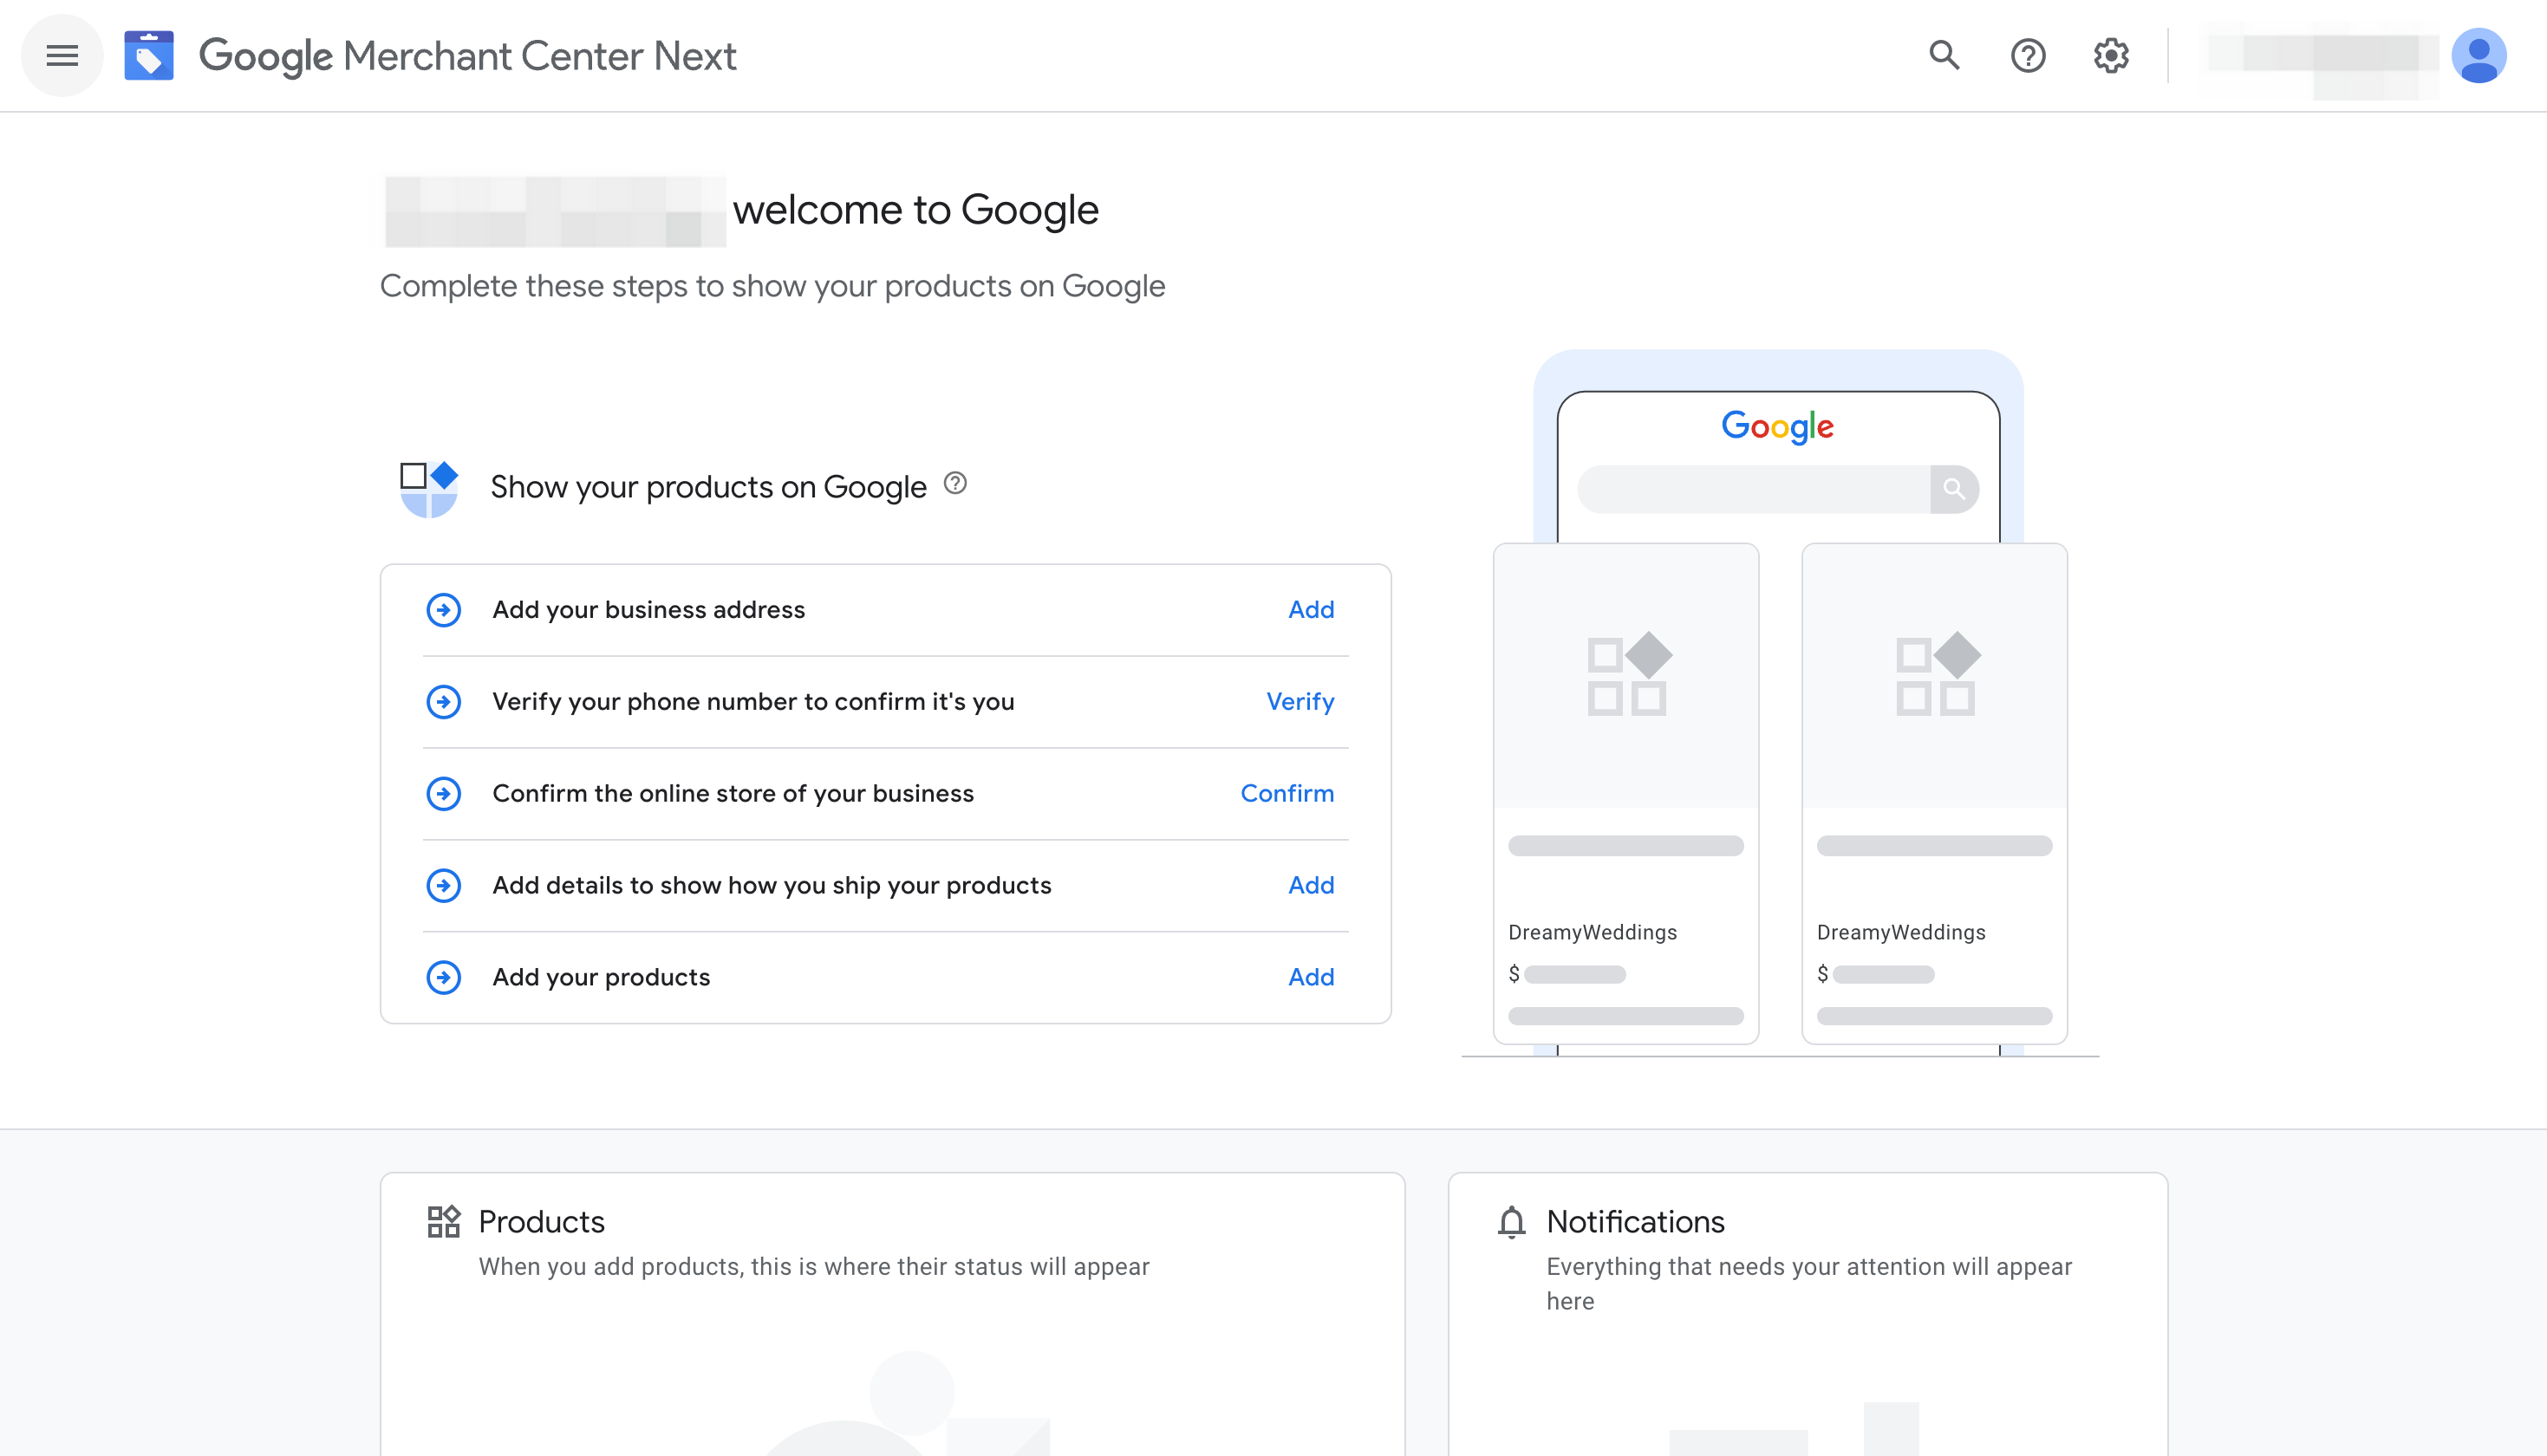 Google Merchant Center Next
welcome to Google
Complete these steps to show your products on Google
Show your products on Google
Add your business address Add
Verify your phone number to confirm it's you Verify
Confirm the online store of your business Confirm
Add details to show how you ship your products Add
Add your products Add
Google
DreamyWeddings
$
DreamyWeddings
$
Products
When you add products, this is where their status will appear
Notifications
Everything that needs your attention will appear
here